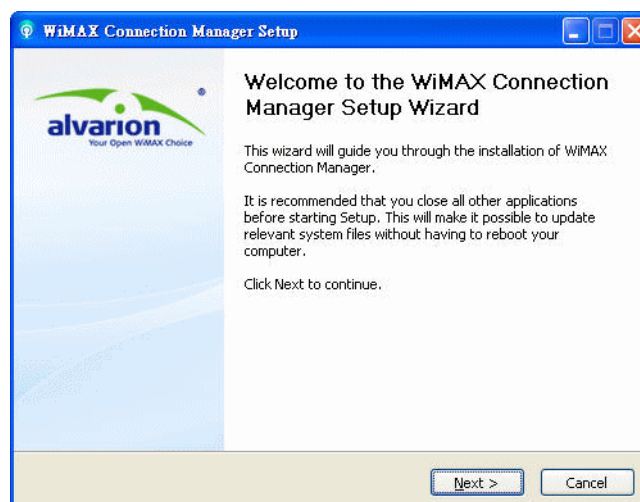 WiMAX Connection Manager Setup
alvarion
®
Your Open WiMAX Choice
Welcome to the WiMAX Connection
Manager Setup Wizard
This wizard will guide you through the installation of WiMAX
Connection Manager.
It is recommended that you close all other applications
before starting Setup. This will make it possible to update
relevant system files without having to reboot your
computer.
Click Next to continue.
Next >
Cancel